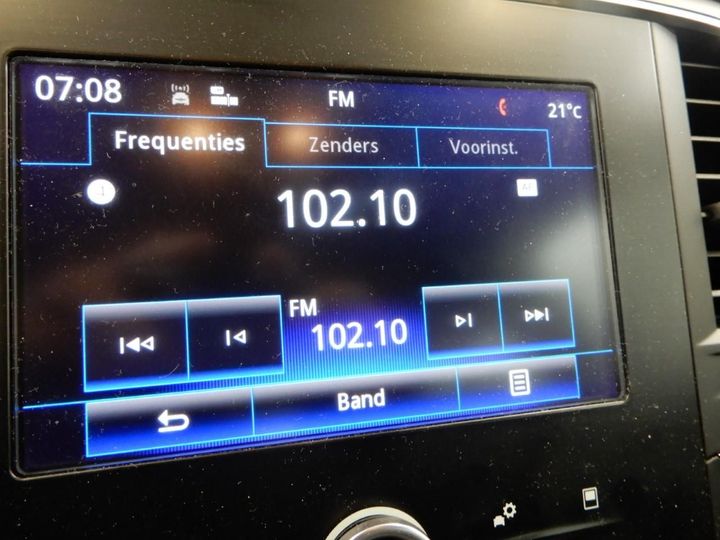 07:08
FM
21°C
Frequenties
Zenders
Voorinst.
1
AF
102.10
FM
102.10
Band